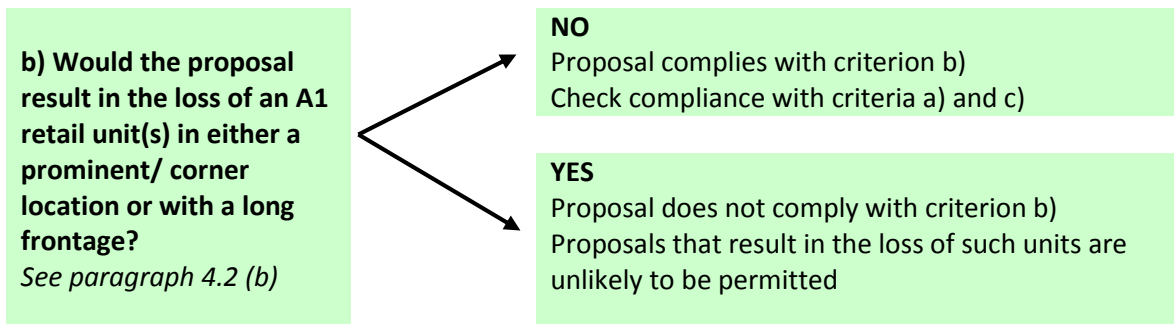 b) Would the proposal
result in the loss of an A1
retail unit(s) in either a
prominent/ corner
location or with a long
frontage?
See paragraph 4.2 (b)
NO
Proposal complies with criterion b)
Check compliance with criteria a) and c)
YES
Proposal does not comply with criterion b)
Proposals that result in the loss of such units are
unlikely to be permitted